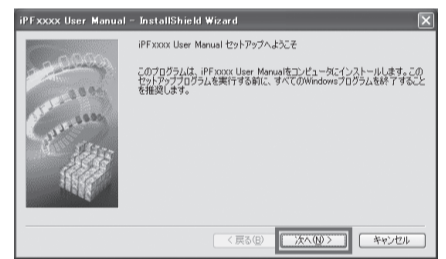 iPFxxxx User Manual - InstallShield Wizard
iPFxxxx User Manual セットアップへようこそ
このプログラムは、iPFxxxx User Manualをコンピュータにインストールします。この
セットアッププログラムを実行する前に、すべてのWindowsプログラムを終了すること
を推奨します。
< 戻る(B)
次へ(N) >
キャンセル